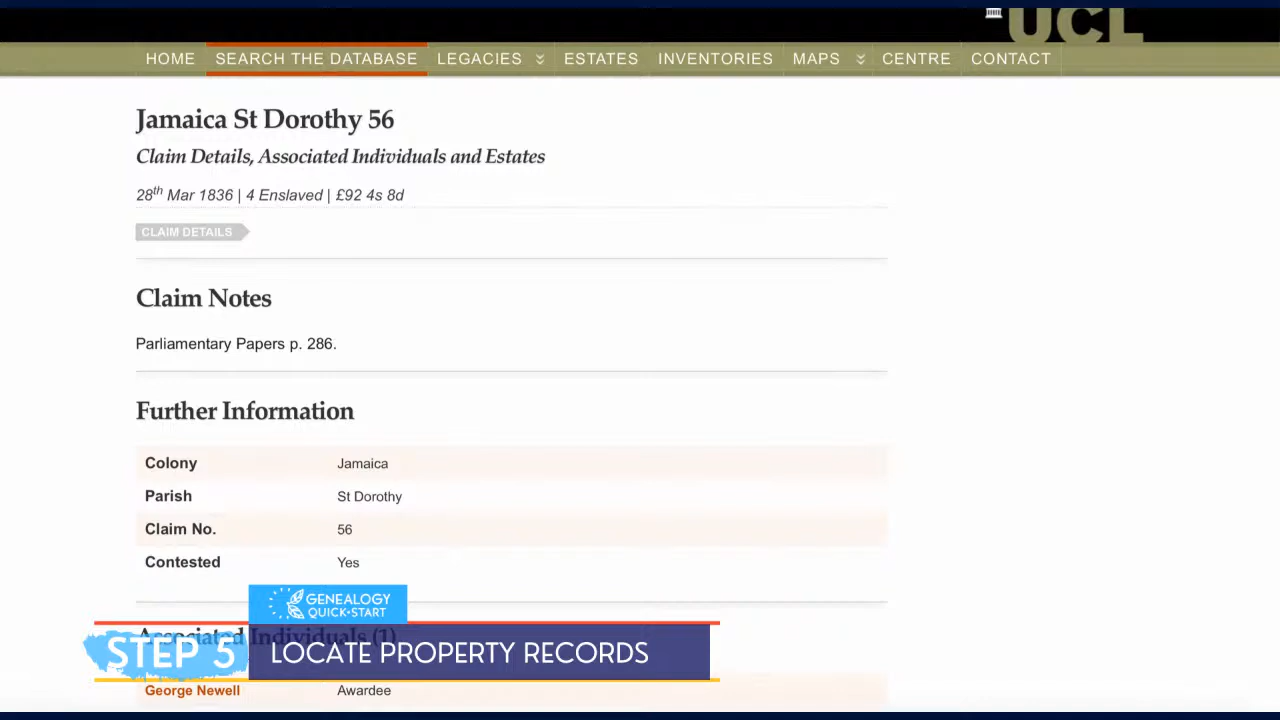 UCL
HOME SEARCH THE DATABASE LEGACIES ESTATES INVENTORIES MAPS CENTRE CONTACT
Jamaica St Dorothy 56
Claim Details, Associated Individuals and Estates
28th Mar 1836 | 4 Enslaved | £92 4s 8d
CLAIM DETAILS
Claim Notes
Parliamentary Papers p. 286.
Further Information
Colony Jamaica
Parish St Dorothy
Claim No. 56
Contested Yes
GENEALOGY
QUICK•START
Associated Individuals (1)
STEP 5 LOCATE PROPERTY RECORDS
George Newell Awardee